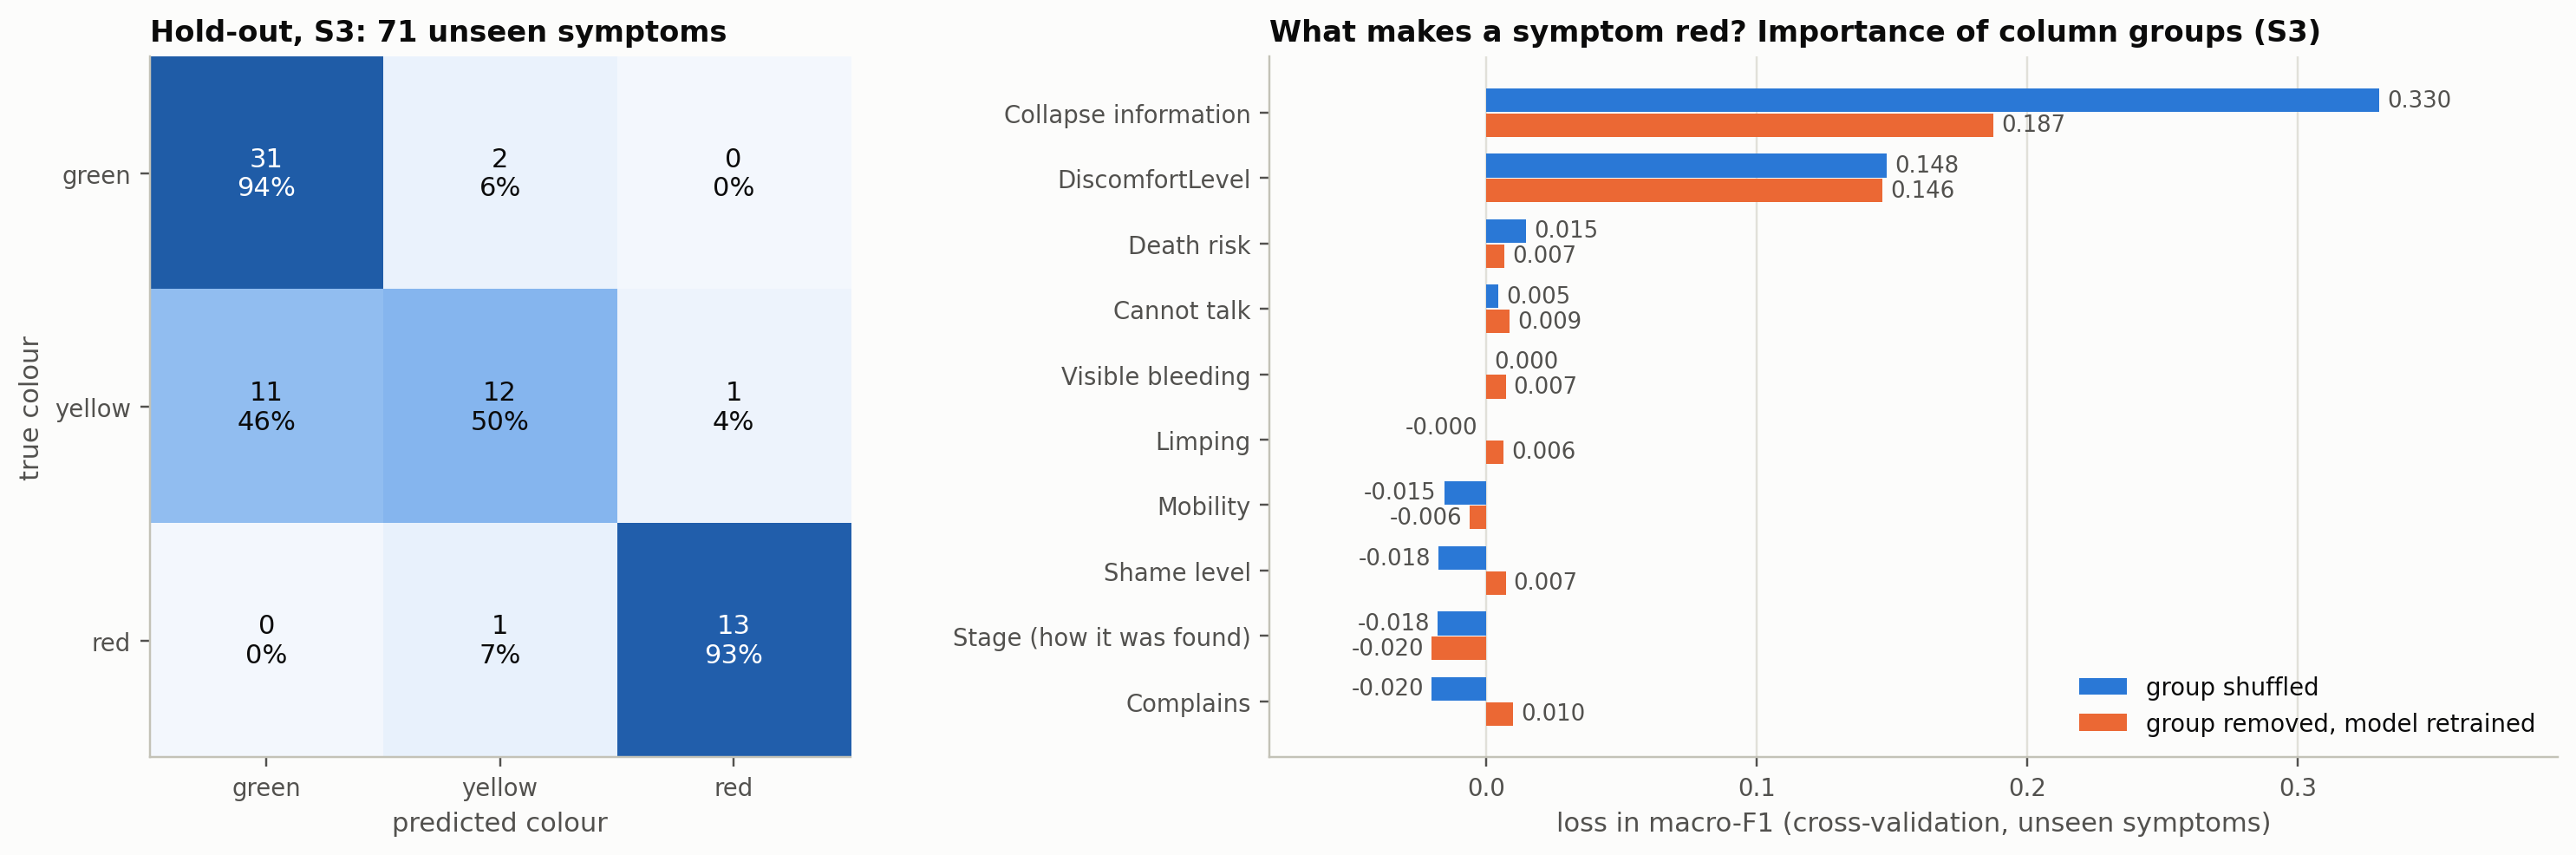 Hold-out, S3: 71 unseen symptoms
true colour
green
yellow
red
31
94%
2
6%
0
0%
11
46%
12
50%
1
4%
0
0%
1
7%
13
93%
green
yellow
red
predicted colour
What makes a symptom red? Importance of column groups (S3)
Collapse information
0.330
0.187
DiscomfortLevel
0.148
0.146
Death risk
0.015
0.007
Cannot talk
0.005
0.009
Visible bleeding
0.000
0.007
Limping
-0.000
0.006
Mobility
-0.015
-0.006
Shame level
-0.018
0.007
Stage (how it was found)
-0.018
-0.020
Complains
-0.020
0.010
group shuffled
group removed, model retrained
0.0
0.1
0.2
0.3
loss in macro-F1 (cross-validation, unseen symptoms)